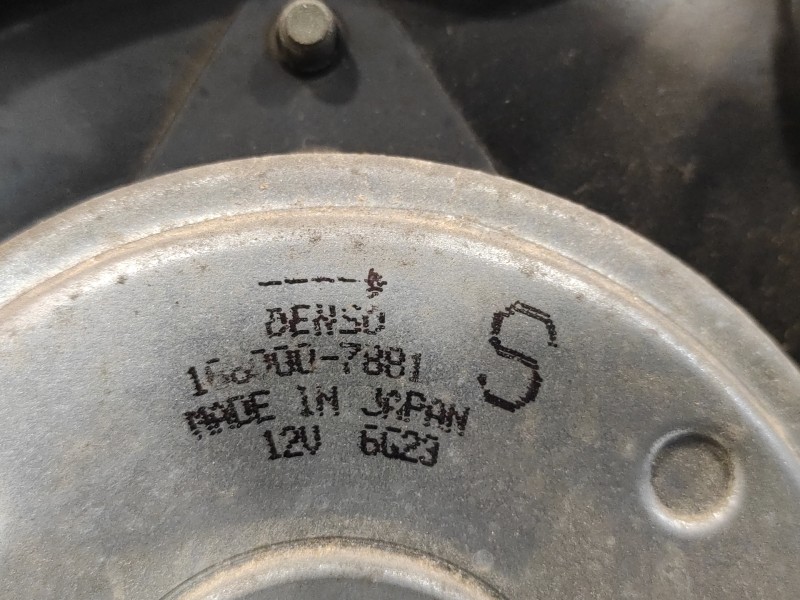 DENSO
168000-7881
MADE IN JAPAN
12V 6G23
S